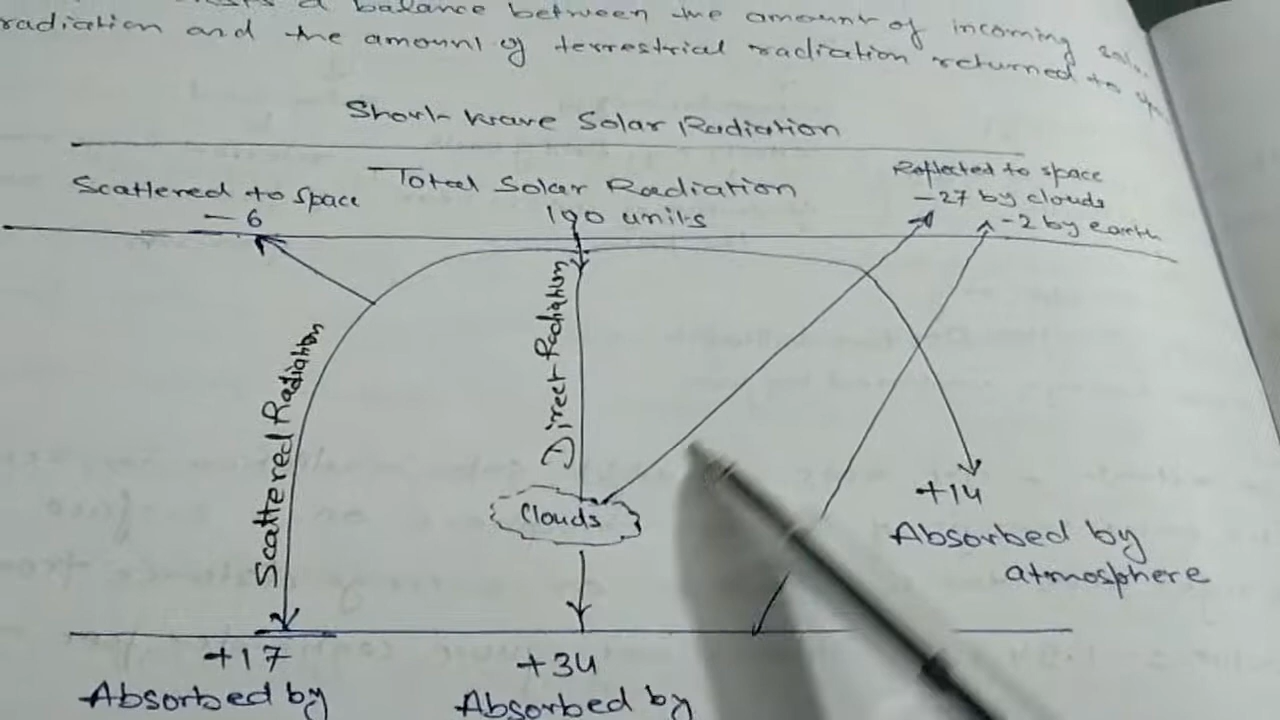 a balance between the amount of incoming
radiation and the amount of terrestrial radiation returned to
Short-Wave Solar Radiation
Scattered to Space
-6
Total Solar Radiation
100 units
Reflected to space
-27 by clouds
-2 by earth
Scattered Radiation
Direct Radiation
Clouds
+14
Absorbed by
atmosphere
+17
Absorbed by
+34
Absorbed by